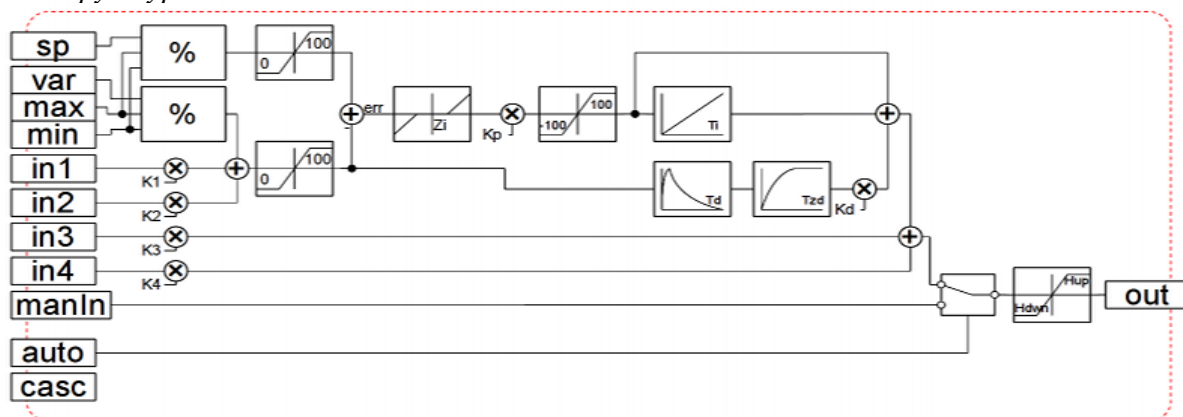 sp
var
max
min
in1
in2
in3
in4
manIn
auto
casc
%
%
0 100
0 100
K1
K2
K3
K4
+
+
-
err
Zi
Kp
-100 100
Ti
Td
Tzd
Kd
+
+
Hdwn Hup
out